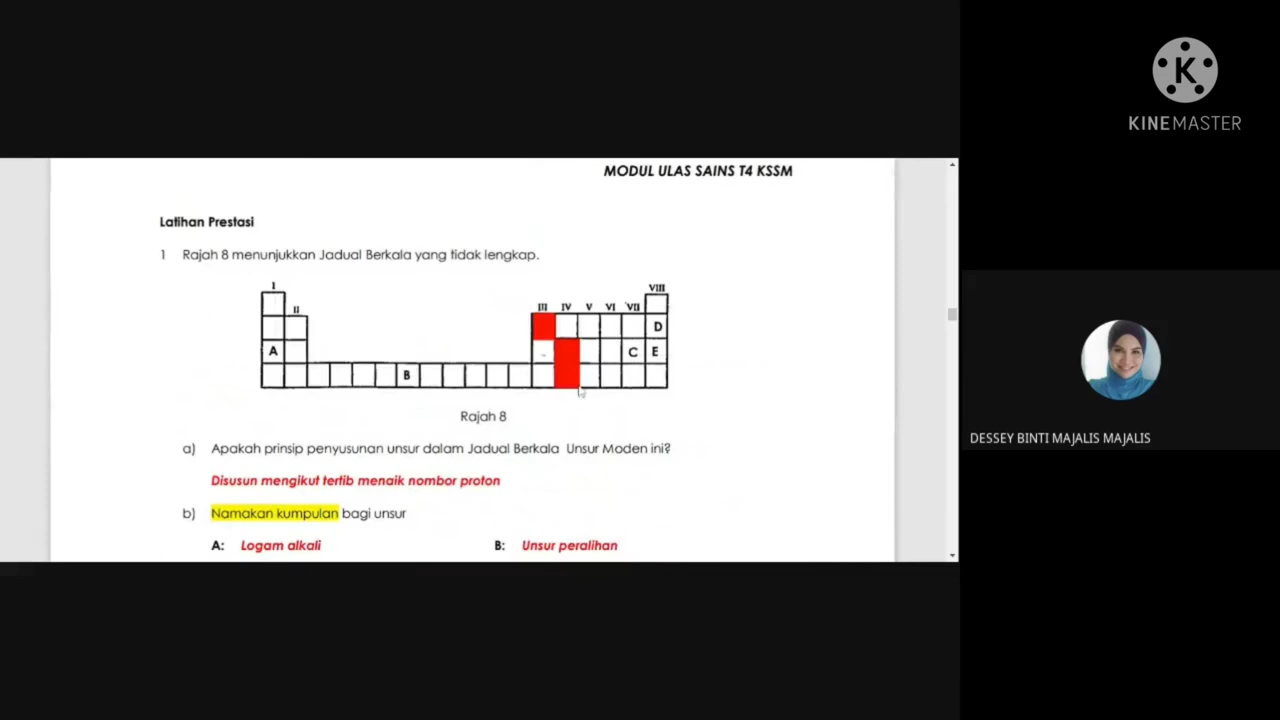 K
KINEMASTER
MODUL ULAS SAINS T4 KSSM
Latihan Prestasi
1 Rajah 8 menunjukkan Jadual Berkala yang tidak lengkap.
I VIII
II III IV V VI VII
D
A C E
B
Rajah 8
a) Apakah prinsip penyusunan unsur dalam Jadual Berkala Unsur Moden ini?
Disusun mengikut tertib menaik nombor proton
b) Namakan kumpulan bagi unsur
A: Logam alkali B: Unsur peralihan
DESSEY BINTI MAJALIS MAJALIS